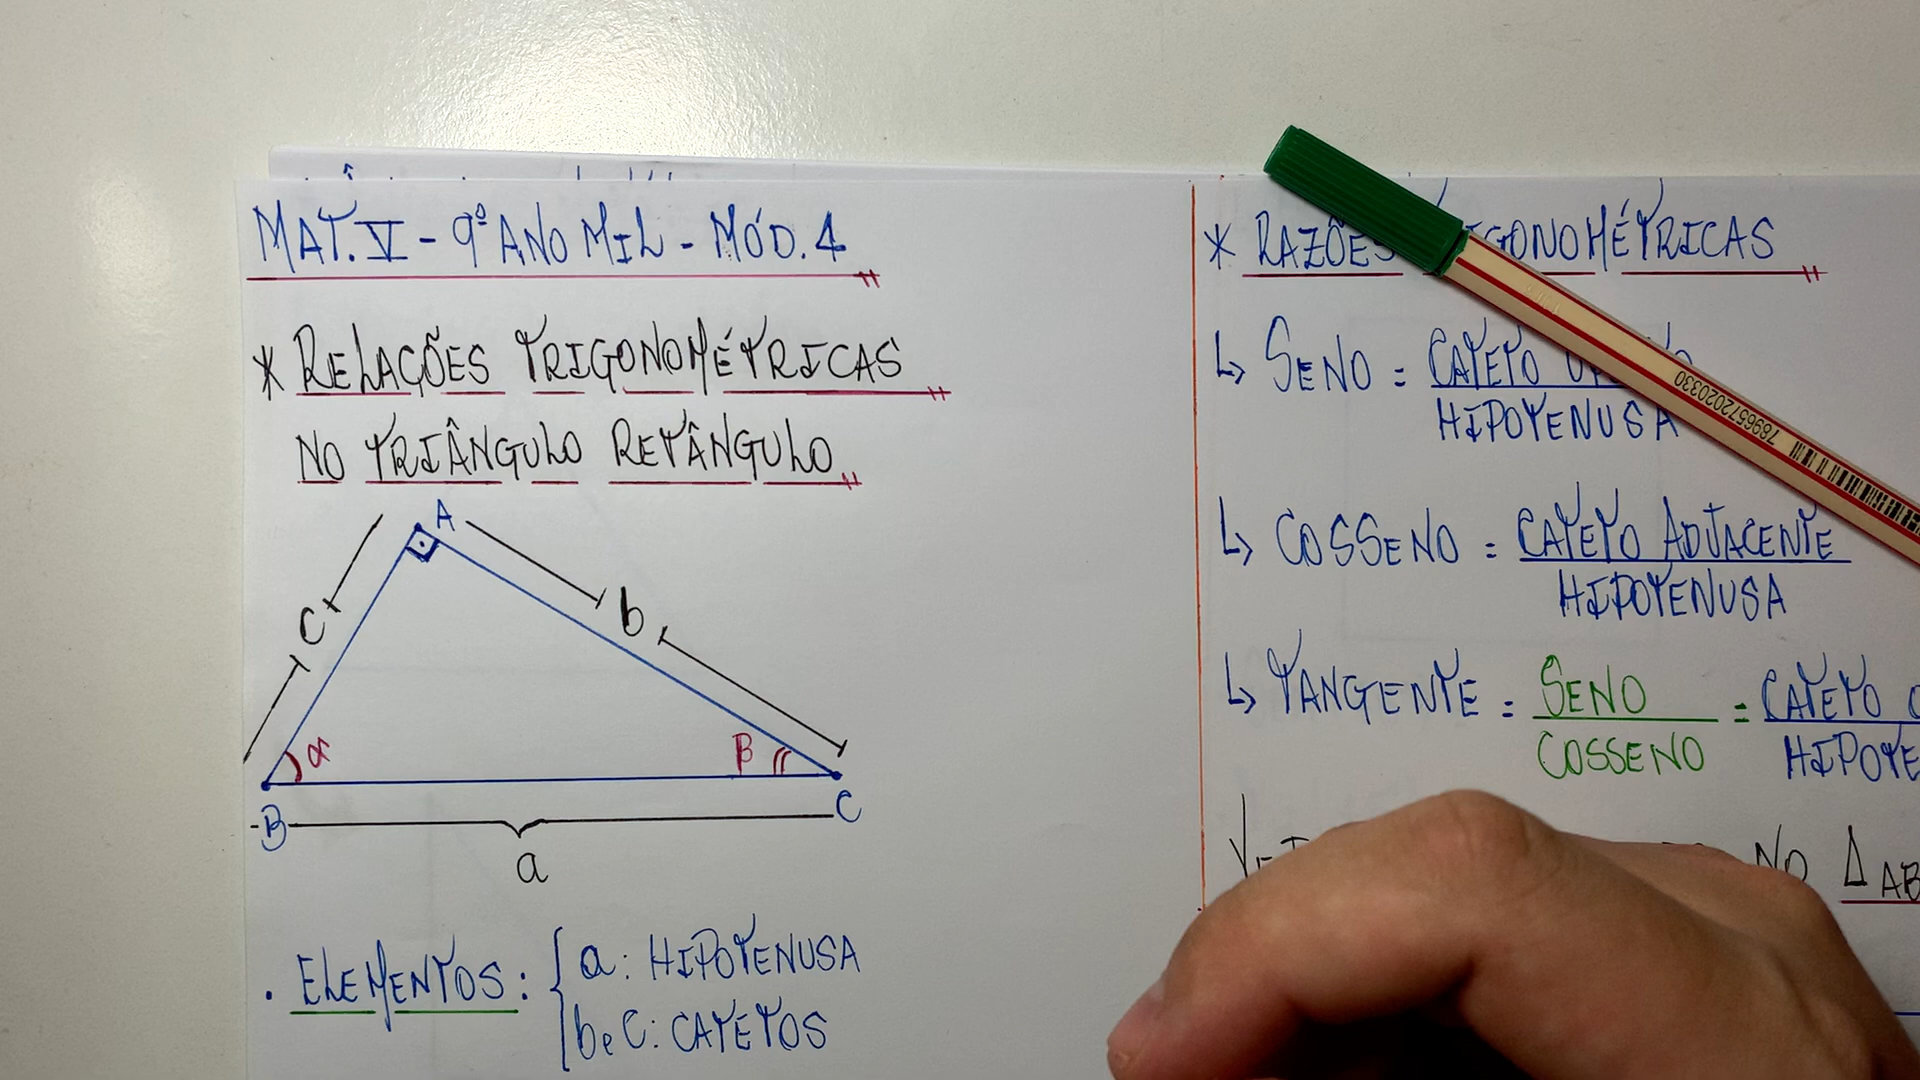 MAT. V - 9º ANO MIL - MÓD. 4
* RELAÇÕES TRIGONOMÉTRICAS
NO TRIÂNGULO RETÂNGULO
A
c
b
α
β
B
C
a
. ELEMENTOS: { a: HIPOTENUSA
b e c: CATETOS
* RAZÕES
↳ SENO = CATETO
HIPOTENUSA
↳ COSSENO = CATETO ADJACENTE
HIPOTENUSA
↳ TANGENTE = SENO = CATETO
COSSENO
NO Δ AB
7896572020330